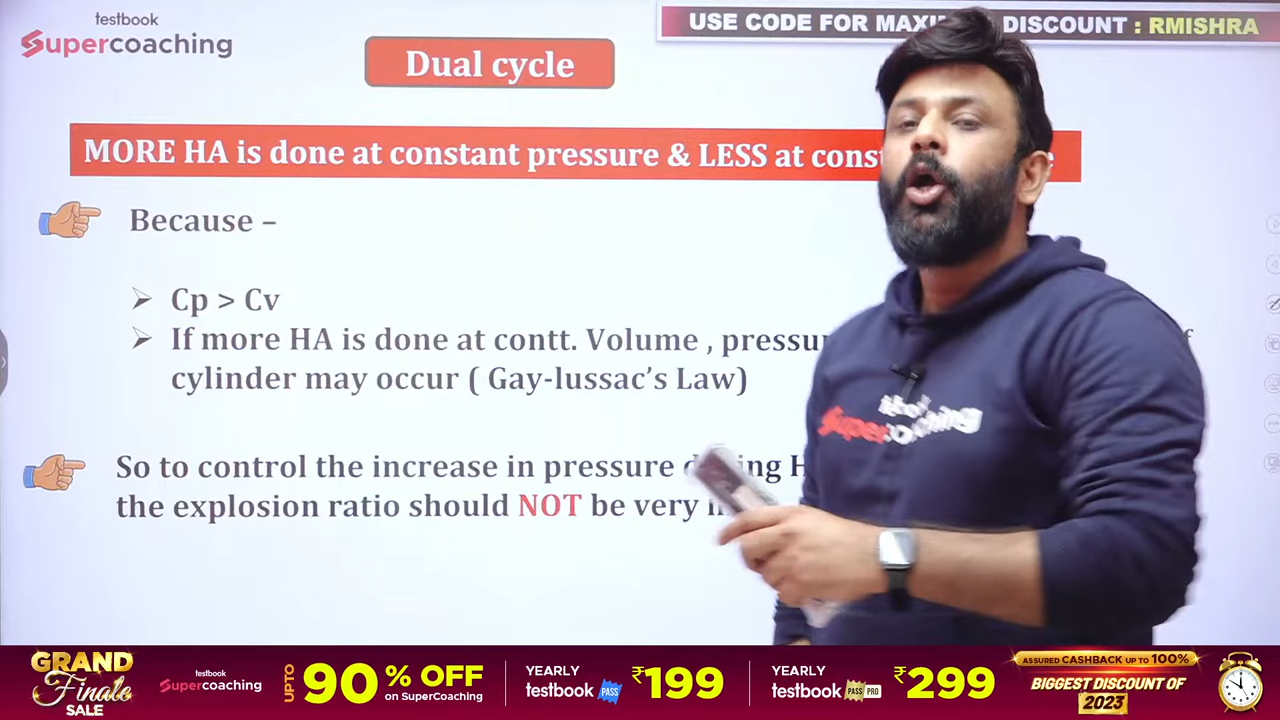 testbook
Supercoaching
USE CODE FOR DISCOUNT : RMISHRA
Dual cycle
MORE HA is done at constant pressure & LESS at
Because –
Cp > Cv
If more HA is done at contt. Volume ,
cylinder may occur ( Gay-lussac's Law)
So to control the increase in pressure
the explosion ratio should NOT be very
Supercoaching
GRAND
Finale
SALE
testbook
Supercoaching
UPTO 90% OFF
on SuperCoaching
YEARLY
testbook PASS
₹199
YEARLY
testbook PASS PRO
₹299
ASSURED CASHBACK UP TO 100%
BIGGEST DISCOUNT OF
2023